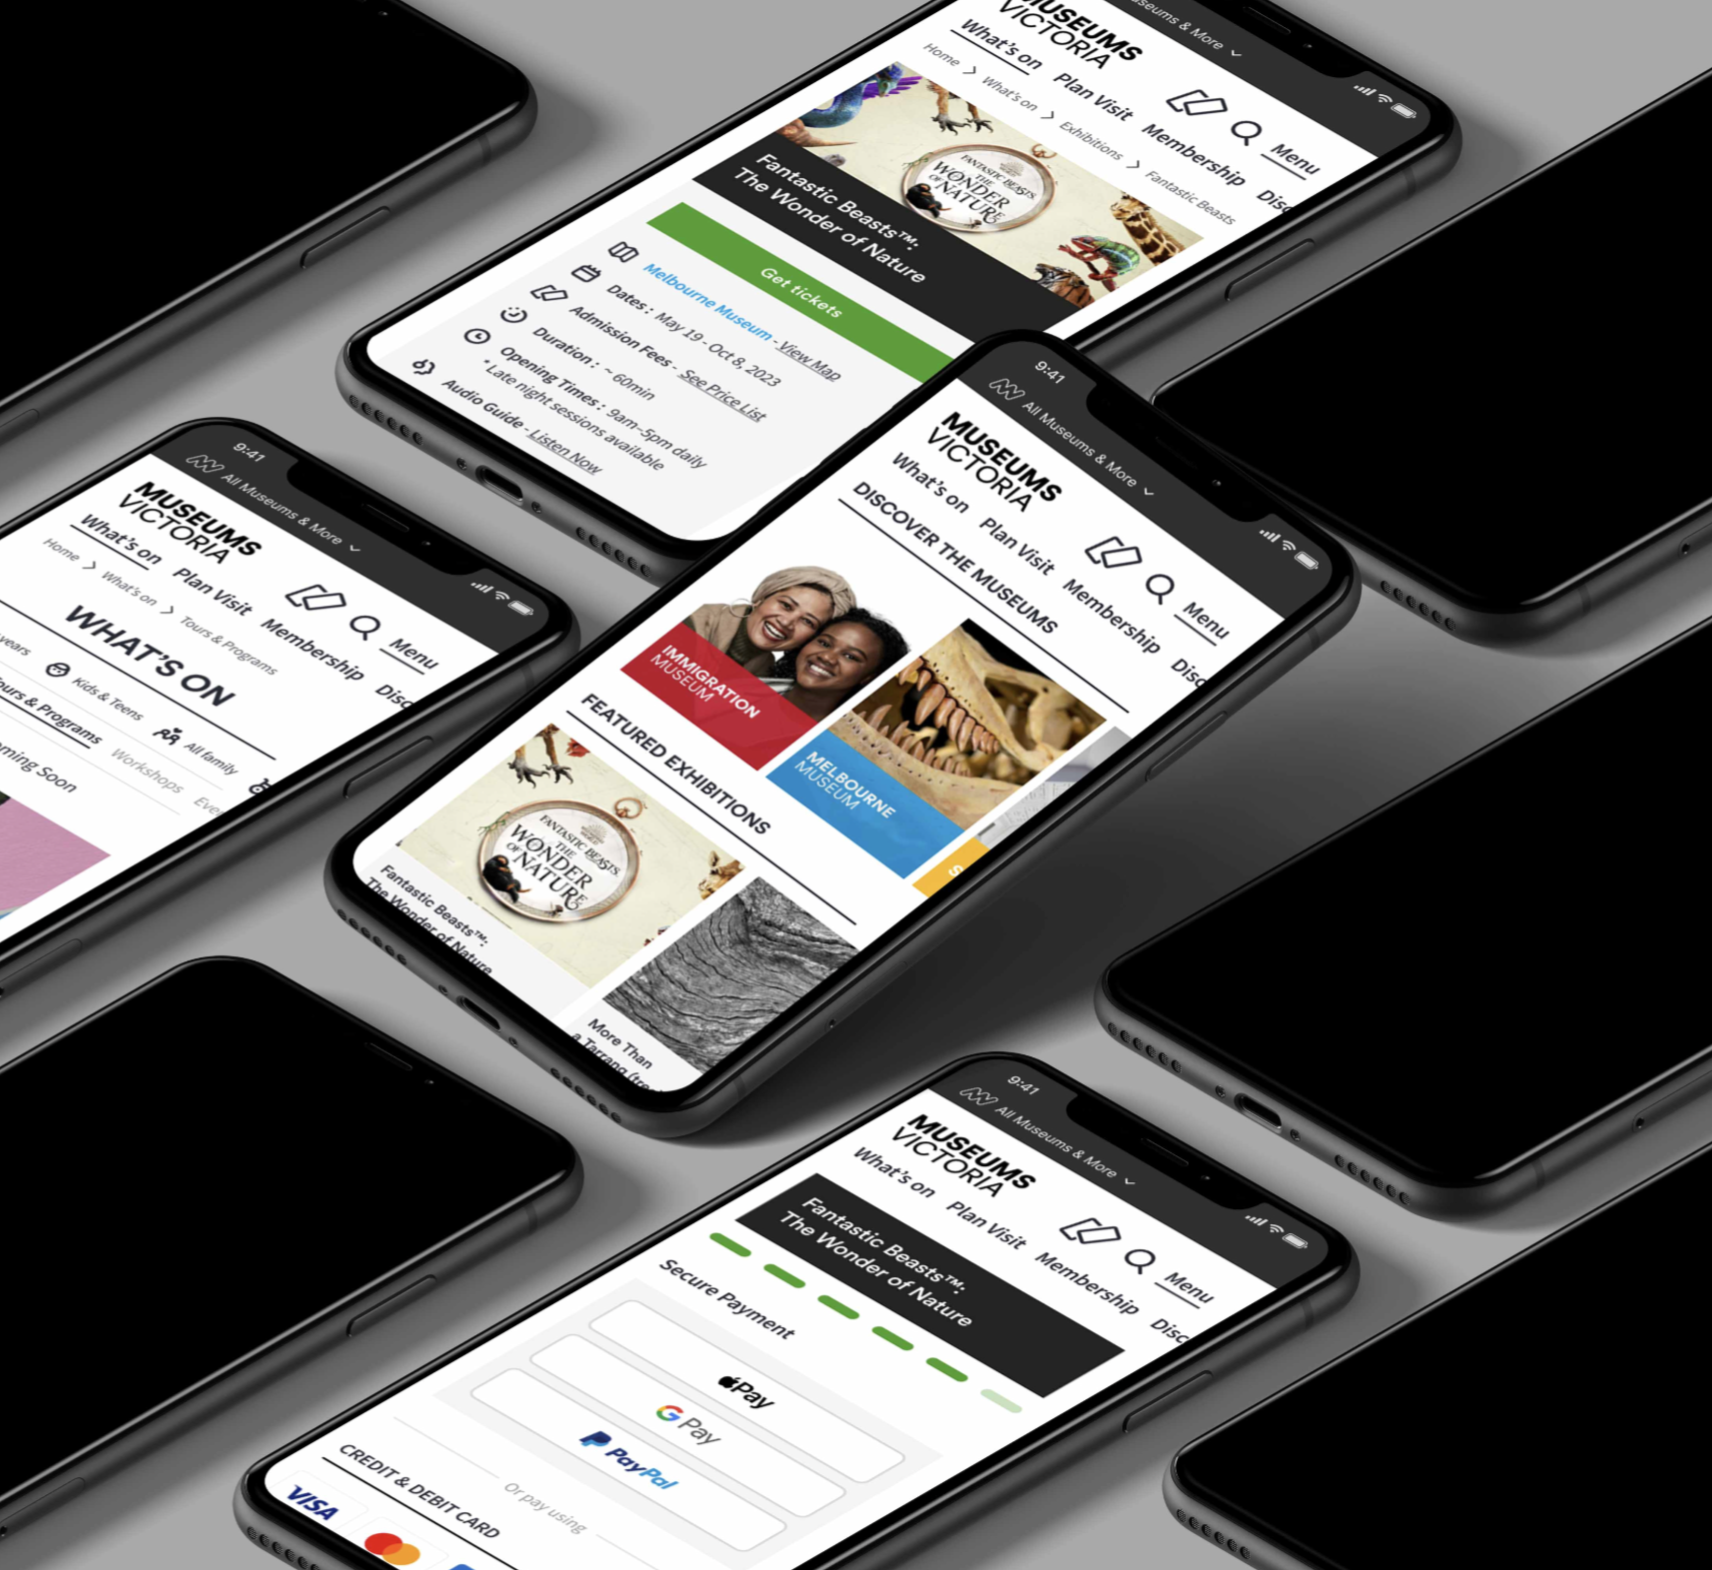 All Museums & More
MUSEUMS
VICTORIA
What's on
Plan Visit
Membership
Menu
Home
What's on
Exhibitions
Fantastic Beasts
FANTASTIC BEASTS
THE
WONDER
OF NATURE
Fantastic Beasts™:
The Wonder of Nature
Get tickets
Melbourne Museum - View Map
Dates : May 19 - Oct 8, 2023
Admission Fees - See Price List
Duration : ~ 60min
Opening Times : 9am–5pm daily
*Late night sessions available
Audio Guide - Listen Now
9:41
All Museums & More
MUSEUMS
VICTORIA
What's on
Plan Visit
Membership
Disc
Menu
Home
What's on
Tours & Programs
WHAT'S ON
years
Kids & Teens
All family
ours & Programs
Workshops
Eve
ming Soon
9:41
All Museums & More
MUSEUMS
VICTORIA
What's on
Plan Visit
Membership
Disc
Menu
DISCOVER THE MUSEUMS
IMMIGRATION
MUSEUM
MELBOURNE
MUSEUM
S
FEATURED EXHIBITIONS
FANTASTIC BEASTS
THE
WONDER
OF NATURE
Fantastic Beasts™:
The Wonder of Nature
More Than
a Tarrang (tree
9:41
All Museums & More
MUSEUMS
VICTORIA
What's on
Plan Visit
Membership
Disc
Menu
Fantastic Beasts™:
The Wonder of Nature
Secure Payment
Pay
G Pay
PayPal
Or pay using
CREDIT & DEBIT CARD
VISA